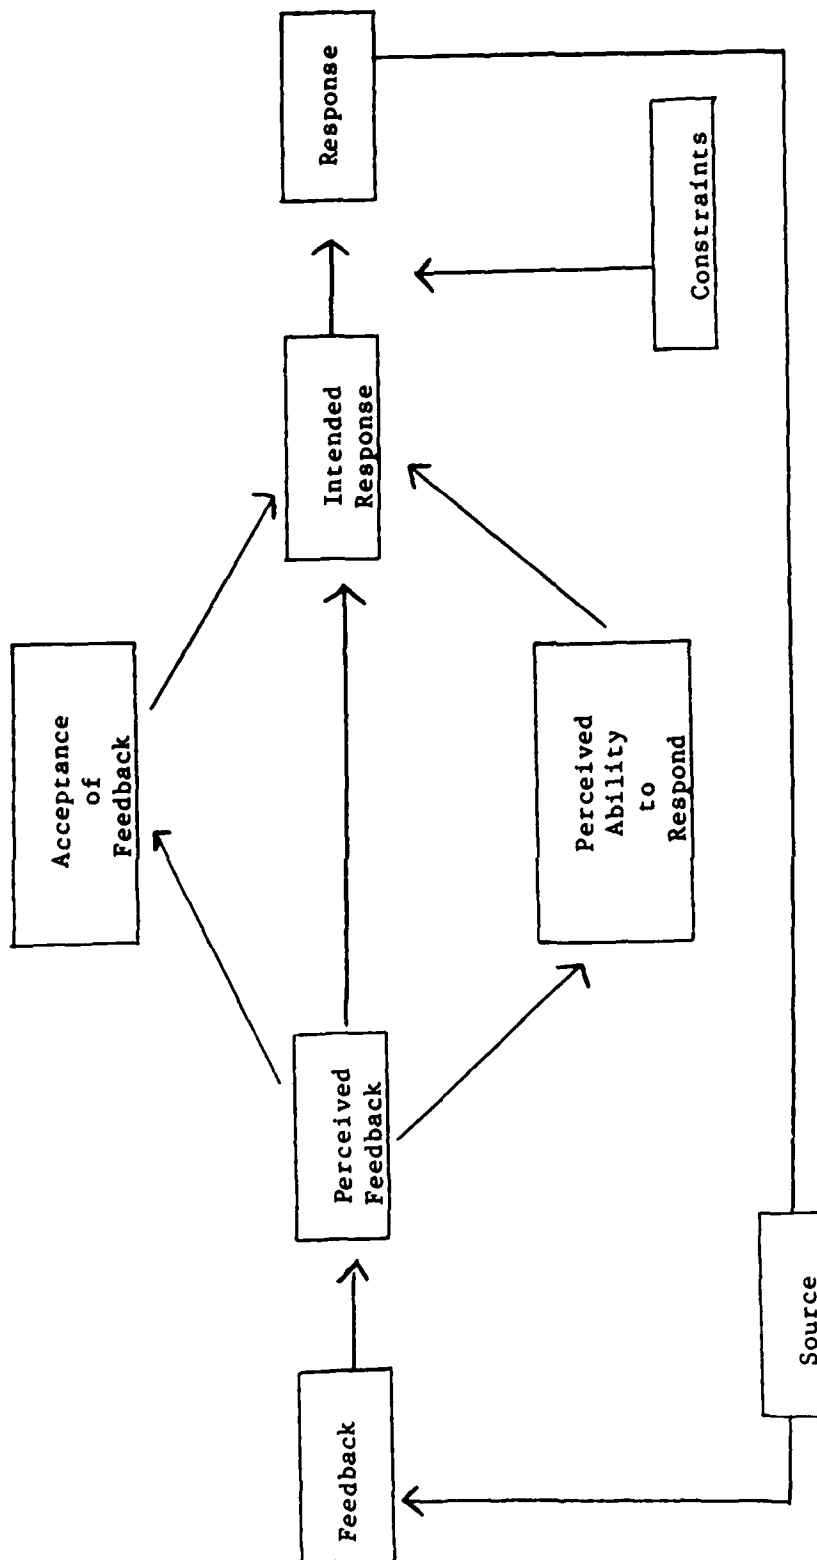 Feedback
Perceived
Feedback
Acceptance
of
Feedback
Perceived
Ability
to
Respond
Intended
Response
Response
Constraints
Source